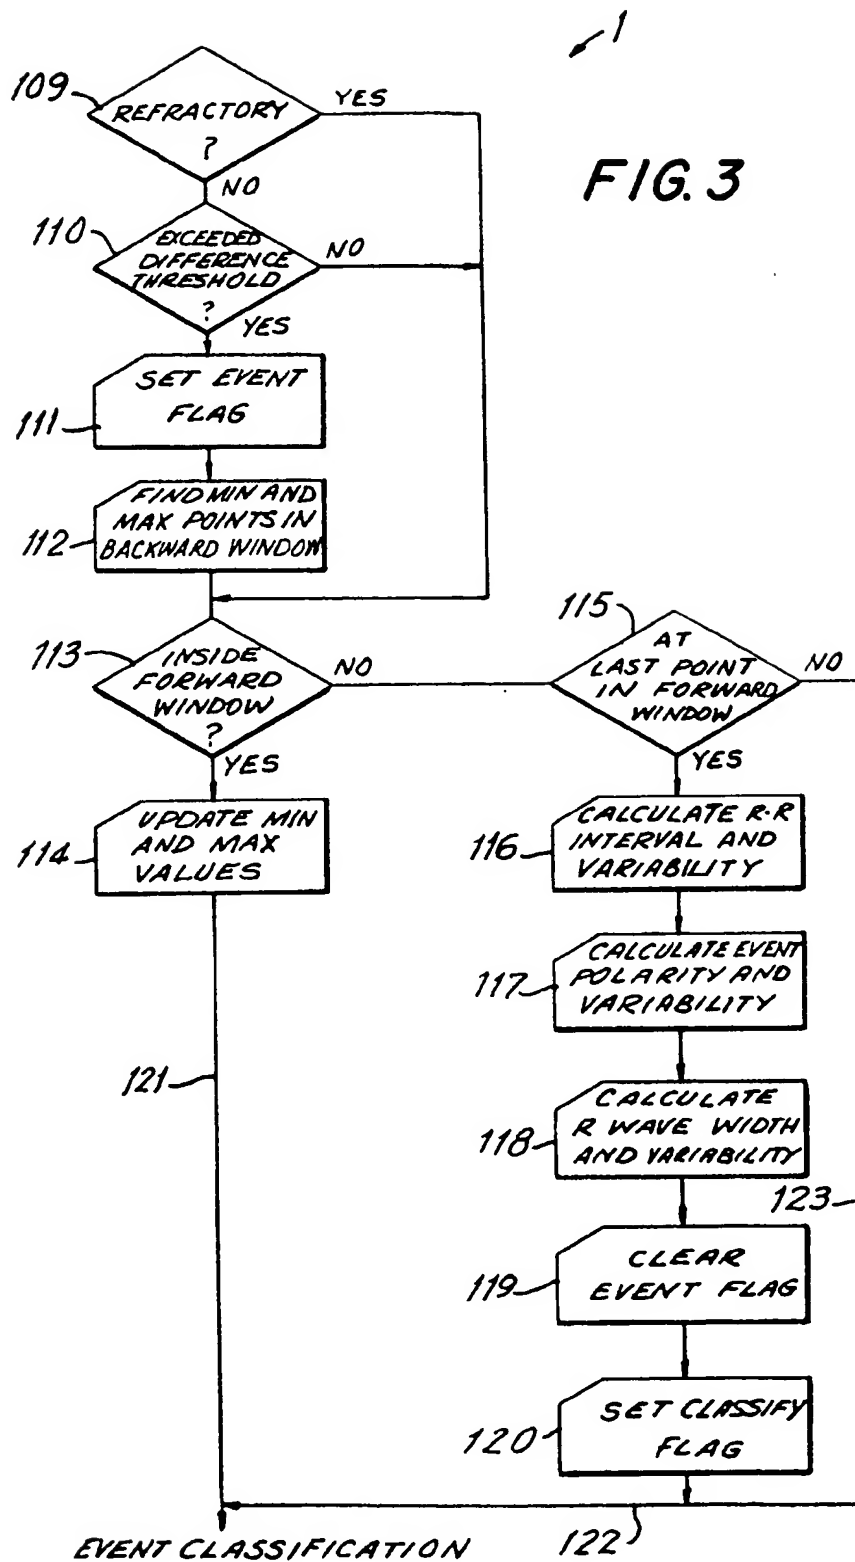 1
109
REFRACTORY
?
YES
FIG. 3
NO
110
EXCEEDED
DIFFERENCE
THRESHOLD
?
NO
YES
SET EVENT
FLAG
111
FIND MIN AND
MAX POINTS IN
BACKWARD WINDOW
112
113
INSIDE
FORWARD
WINDOW
?
NO
YES
115
AT
LAST POINT
IN FORWARD
WINDOW
NO
YES
UPDATE MIN
AND MAX
VALUES
114
CALCULATE R-R
INTERVAL AND
VARIABILITY
116
CALCULATE EVENT
POLARITY AND
VARIABILITY
117
121
CALCULATE
R WAVE WIDTH
AND VARIABILITY
118
123
CLEAR
EVENT FLAG
119
SET CLASSIFY
FLAG
120
122
EVENT CLASSIFICATION